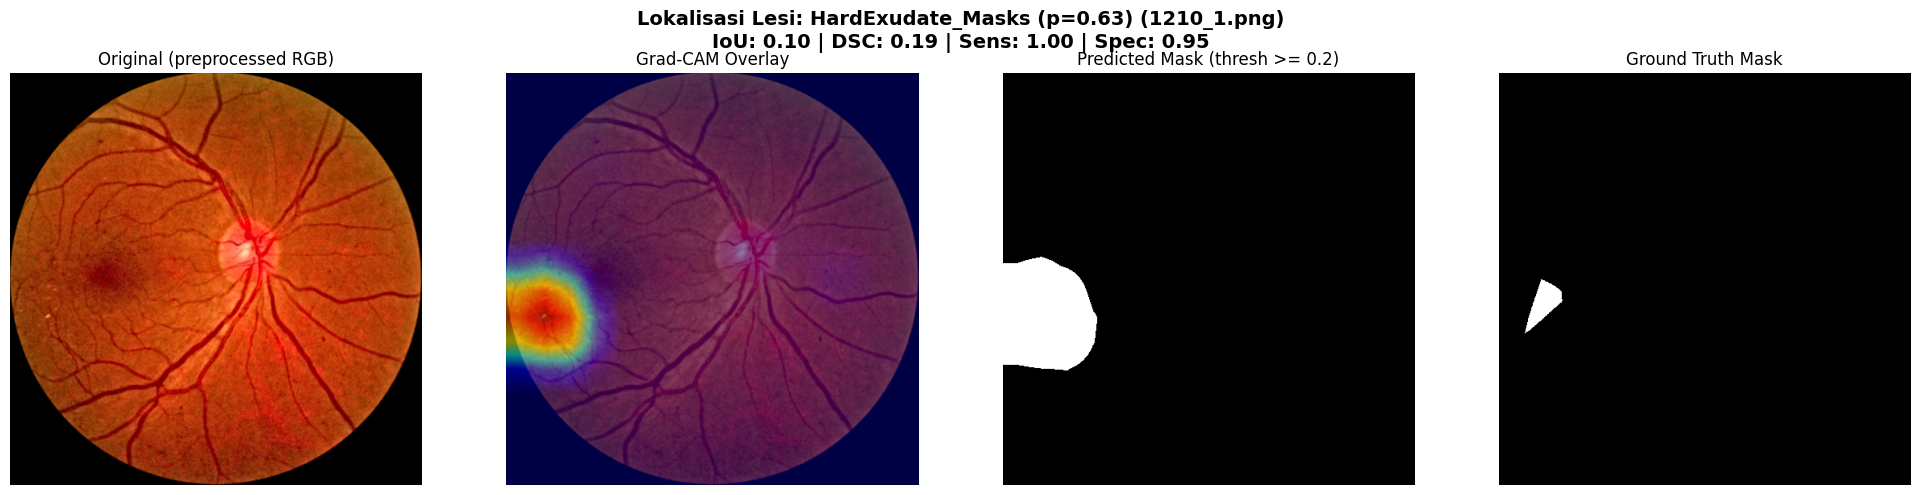 Lokalisasi Lesi: HardExudate_Masks (p=0.63) (1210_1.png)
IoU: 0.10 | DSC: 0.19 | Sens: 1.00 | Spec: 0.95
Original (preprocessed RGB)
Grad-CAM Overlay
Predicted Mask (thresh >= 0.2)
Ground Truth Mask